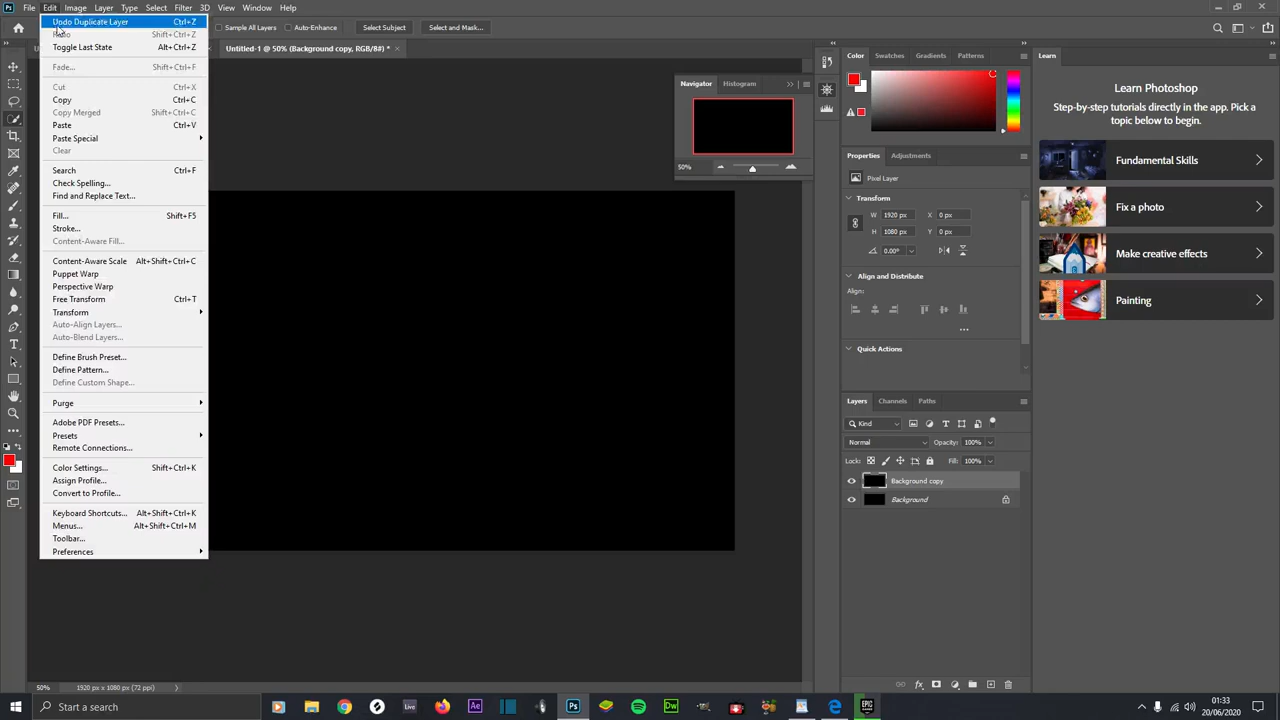 Ps File Edit Image Layer Type Select Filter 3D View Window Help
Sample All Layers Auto-Enhance Select Subject Select and Mask...
Untitled-1 @ 50% (Background copy, RGB/8#) * ×
Undo Duplicate Layer Ctrl+Z
Shift+Ctrl+Z
Toggle Last State Alt+Ctrl+Z
Fade... Shift+Ctrl+F
Cut Ctrl+X
Copy Ctrl+C
Copy Merged Shift+Ctrl+C
Paste Ctrl+V
Paste Special
Clear
Search Ctrl+F
Check Spelling...
Find and Replace Text...
Fill... Shift+F5
Stroke...
Content-Aware Fill...
Content-Aware Scale Alt+Shift+Ctrl+C
Puppet Warp
Perspective Warp
Free Transform Ctrl+T
Transform
Auto-Align Layers...
Auto-Blend Layers...
Define Brush Preset...
Define Pattern...
Define Custom Shape...
Purge
Adobe PDF Presets...
Presets
Remote Connections...
Color Settings... Shift+Ctrl+K
Assign Profile...
Convert to Profile...
Keyboard Shortcuts... Alt+Shift+Ctrl+K
Menus... Alt+Shift+Ctrl+M
Toolbar...
Preferences
Navigator Histogram
50%
Color Swatches Gradients Patterns
Properties Adjustments
Pixel Layer
Transform
W 1920 px X 0 px
H 1080 px Y 0 px
0.00°
Align and Distribute
Align:
Quick Actions
Layers Channels Paths
Kind
Normal Opacity: 100%
Lock: Fill: 100%
Background copy
Background
Learn
Learn Photoshop
Step-by-step tutorials directly in the app. Pick a
topic below to begin.
Fundamental Skills
Fix a photo
Make creative effects
Painting
50% 1920 px x 1080 px (72 ppi)
Start a search
Live Ae Ps Dw EPIC
01:33
20/06/2020